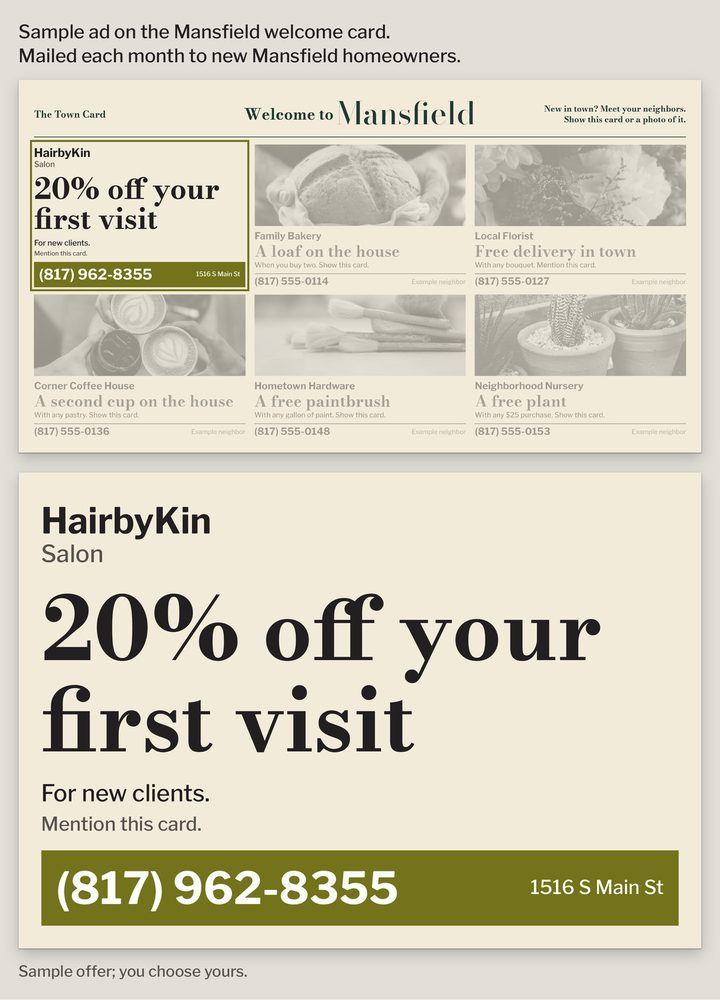 Sample ad on the Mansfield welcome card.
Mailed each month to new Mansfield homeowners.
The Town Card
Welcome to Mansfield
New in town? Meet your neighbors.
Show this card or a photo of it.
HairbyKin
Salon
20% off your
first visit
For new clients.
Mention this card.
(817) 962-8355
1516 S Main St
Family Bakery
A loaf on the house
When you buy two. Show this card.
(817) 555-0114
Example neighbor
Local Florist
Free delivery in town
With any bouquet. Mention this card.
(817) 555-0127
Example neighbor
Corner Coffee House
A second cup on the house
With any pastry. Show this card.
(817) 555-0136
Example neighbor
Hometown Hardware
A free paintbrush
With any gallon of paint. Show this card.
(817) 555-0148
Example neighbor
Neighborhood Nursery
A free plant
With any $25 purchase. Show this card.
(817) 555-0153
Example neighbor
HairbyKin
Salon
20% off your
first visit
For new clients.
Mention this card.
(817) 962-8355
1516 S Main St
Sample offer; you choose yours.